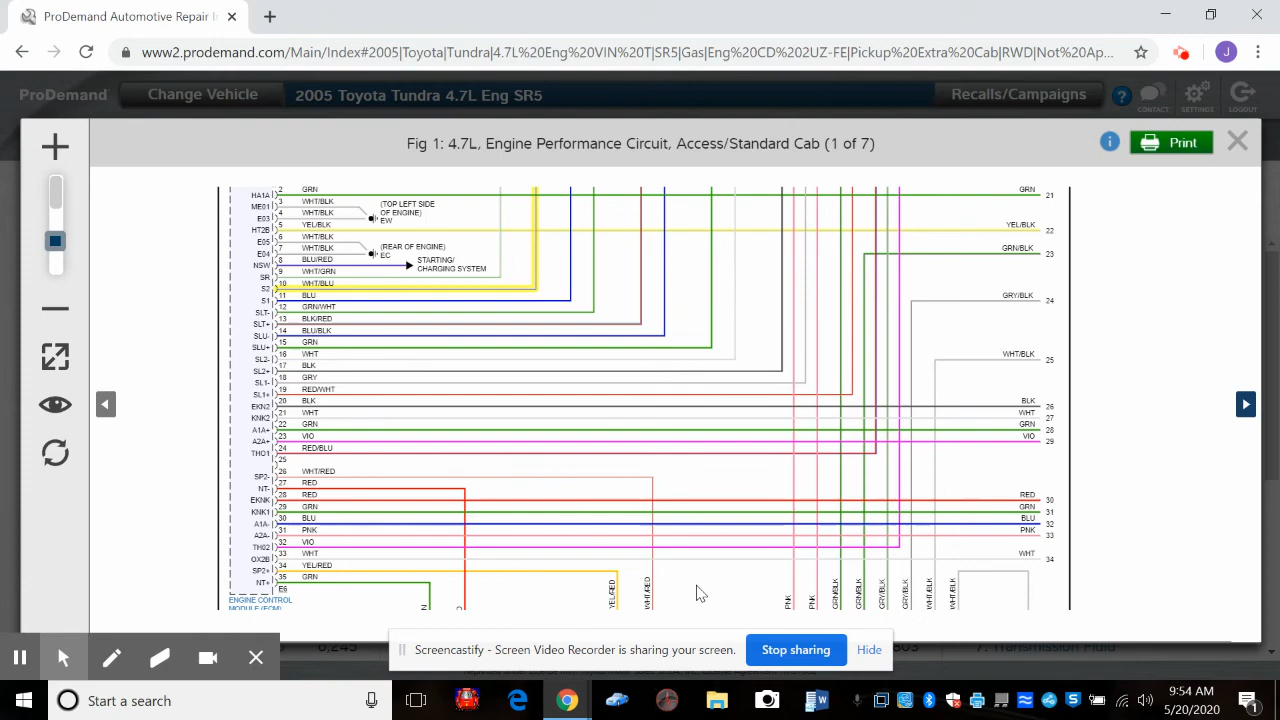 ProDemand Automotive Repair I
www2.prodemand.com/Main/Index#2005|Toyota|Tundra|4.7L%20Eng%20VIN%20T|SR5|Gas|Eng%20CD%202UZ-FE|Pickup%20Extra%20Cab|RWD|Not%20Ap...
J
ProDemand
Change Vehicle
2005 Toyota Tundra 4.7L Eng SR5
Recalls/Campaigns
?
CONTACT
SETTINGS
LOGOUT
Fig 1: 4.7L, Engine Performance Circuit, Access/Standard Cab (1 of 7)
i
Print
2 GRN
HA1A GRN 21
3 WHT/BLK
ME01
(TOP LEFT SIDE
OF ENGINE)
EW
4 WHT/BLK
E03
5 YEL/BLK
HT2B YEL/BLK 22
6 WHT/BLK
E05
7 WHT/BLK
E04
(REAR OF ENGINE)
EC
GRN/BLK 23
8 BLU/RED
NSW
STARTING/
CHARGING SYSTEM
9 WHT/GRN
SR
10 WHT/BLU
S2
11 BLU
S1
GRY/BLK 24
12 GRN/WHT
SLT-
13 BLK/RED
SLT+
14 BLU/BLK
SLU-
15 GRN
SLU+
16 WHT
SL2-
WHT/BLK 25
17 BLK
SL2+
18 GRY
SL1-
19 RED/WHT
SL1+
20 BLK
EKN2 BLK 26
21 WHT
KNK2 WHT 27
22 GRN
A1A+ GRN 28
23 VIO
A2A+ VIO 29
24 RED/BLU
THO1
25
26 WHT/RED
SP2-
27 RED
NT-
28 RED
EKNK RED 30
29 GRN
KNK1 GRN 31
30 BLU
A1A- BLU 32
31 PNK
A2A- PNK 33
32 VIO
TH02
33 WHT
OX2B WHT 34
34 YEL/RED
SP2+
35 GRN
NT+
E6
ENGINE CONTROL
MODULE (ECM)
YEL/RED
WHT/RED
PNK
PNK
GRN/BLK
GRN/BLK
GRY/BLK
GRY/BLK
WHT/BLK
WHT/BLK
Screencastify - Screen Video Recorder is sharing your screen.
Stop sharing
Hide
6,245
803
7. Transmission Fluid
Start a search
9:54 AM
5/20/2020
1